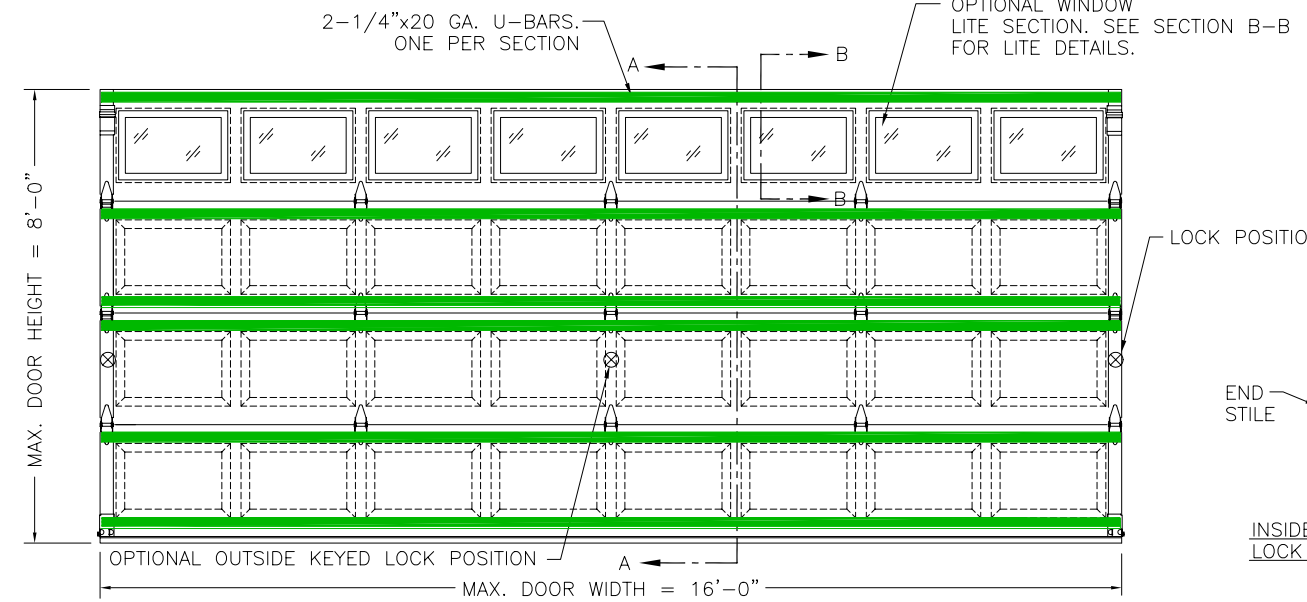 2-1/4"x20 GA. U-BARS.
ONE PER SECTION
OPTIONAL WINDOW
LITE SECTION. SEE SECTION B-B
FOR LITE DETAILS.
A
B
B
MAX. DOOR HEIGHT = 8'-0"
LOCK POSITIO
END
STILE
OPTIONAL OUTSIDE KEYED LOCK POSITION
A
INSIDE
LOCK
MAX. DOOR WIDTH = 16'-0"